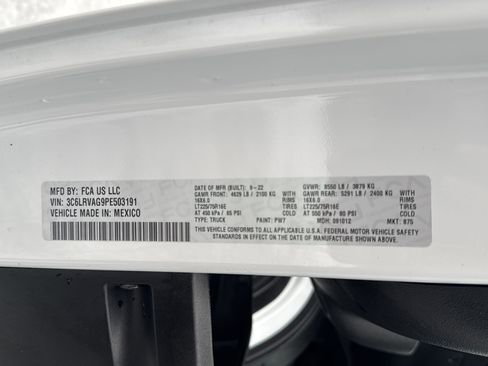 MFD BY: FCA US LLC
VIN: 3C6LRVAG9PE503191
VEHICLE MADE IN: MEXICO
DATE OF MFR (BUILT) 9-22 GVWR: 8550 LB / 3879 KG
GAWR FRONT: 4629 LB / 2100 KG GAWR REAR: 5291 LB / 2400 KG
16X6.0 RIMS 16X6.0 RIMS
LT225/75R16E TIRES LT225/75R16E TIRES
AT 450 kPa / 65 PSI COLD AT 550 kPa / 80 PSI COLD
TYPE: TRUCK PAINT: PW7 MDH: 091012 MKT: 875
THIS VEHICLE CONFORMS TO ALL APPLICABLE U.S.A. FEDERAL MOTOR VEHICLE SAFETY
STANDARDS IN EFFECT ON THE DATE OF MANUFACTURE SHOWN ABOVE.